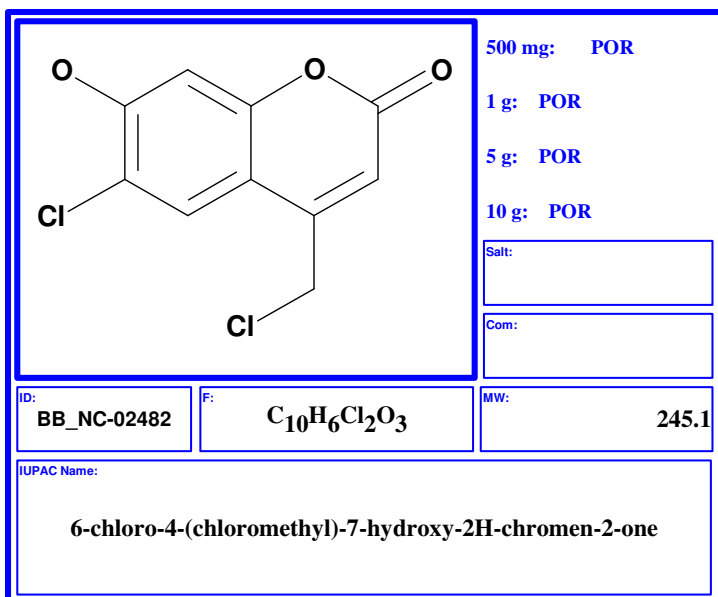 O
O
O
Cl
Cl
500 mg: POR
1 g: POR
5 g: POR
10 g: POR
Salt:
Com:
ID:
BB_NC-02482
F:
C10H6Cl2O3
MW:
245.1
IUPAC Name:
6-chloro-4-(chloromethyl)-7-hydroxy-2H-chromen-2-one